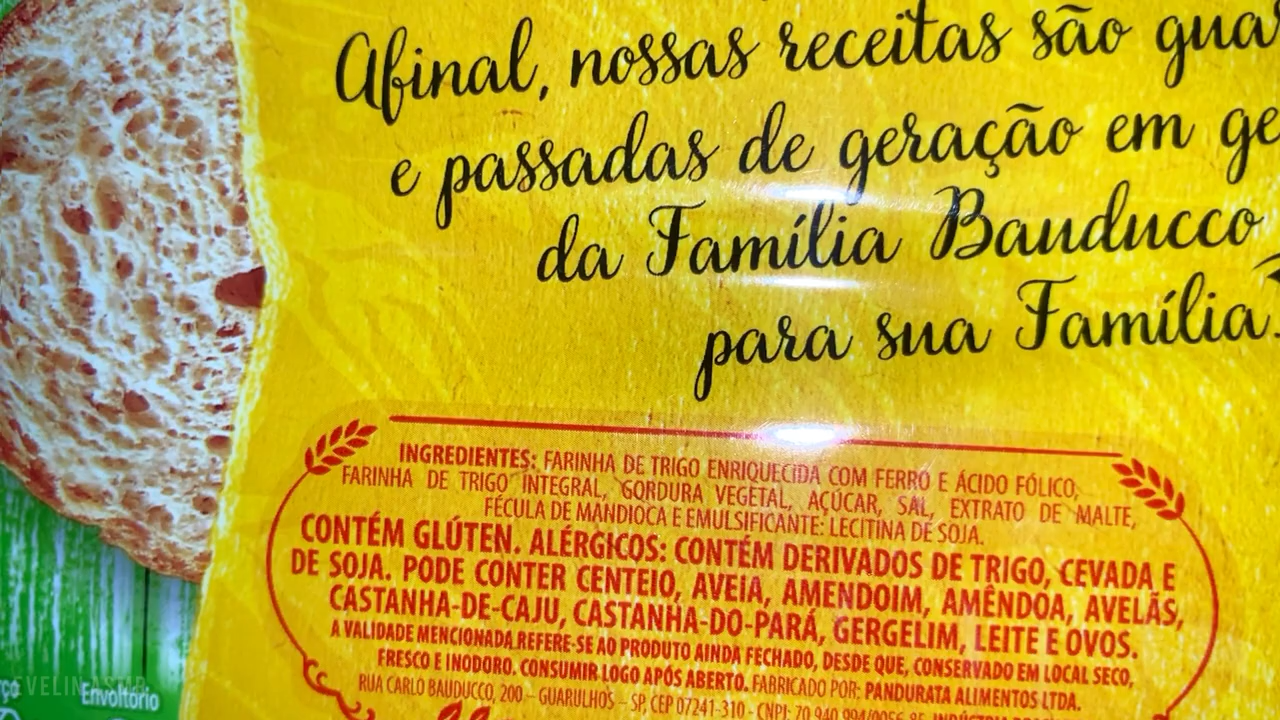 Afinal, nossas receitas são
e passadas de geração em
da Família Bauducco
para sua Família.
INGREDIENTES: FARINHA DE TRIGO ENRIQUECIDA COM FERRO E ÁCIDO FÓLICO,
FARINHA DE TRIGO INTEGRAL, GORDURA VEGETAL, AÇÚCAR, SAL, EXTRATO DE MALTE,
FÉCULA DE MANDIOCA E EMULSIFICANTE: LECITINA DE SOJA.
CONTÉM GLÚTEN. ALÉRGICOS: CONTÉM DERIVADOS DE TRIGO, CEVADA E
DE SOJA. PODE CONTER CENTEIO, AVEIA, AMENDOIM, AMÊNDOA, AVELÃS,
CASTANHA-DE-CAJU, CASTANHA-DO-PARÁ, GERGELIM, LEITE E OVOS.
A VALIDADE MENCIONADA REFERE-SE AO PRODUTO AINDA FECHADO, DESDE QUE, CONSERVADO EM LOCAL SECO,
FRESCO E INODORO. CONSUMIR LOGO APÓS ABERTO. FABRICADO POR: PANDURATA ALIMENTOS LTDA.
RUA CARLO BAUDUCCO, 200 – GUARULHOS – SP, CEP 07241-310 - CNPJ:
Envoltório